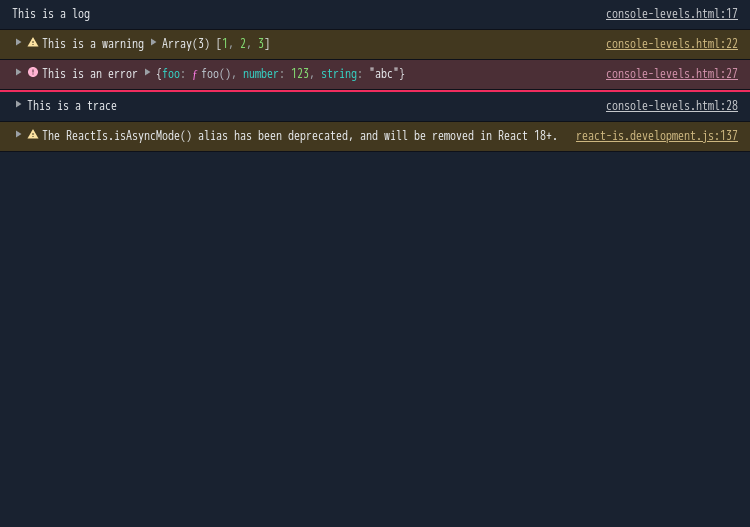 This is a log console-levels.html:17
This is a warning Array(3) [1, 2, 3] console-levels.html:22
This is an error {foo: ƒ foo(), number: 123, string: "abc"} console-levels.html:27
This is a trace console-levels.html:28
The ReactIs.isAsyncMode() alias has been deprecated, and will be removed in React 18+. react-is.development.js:137